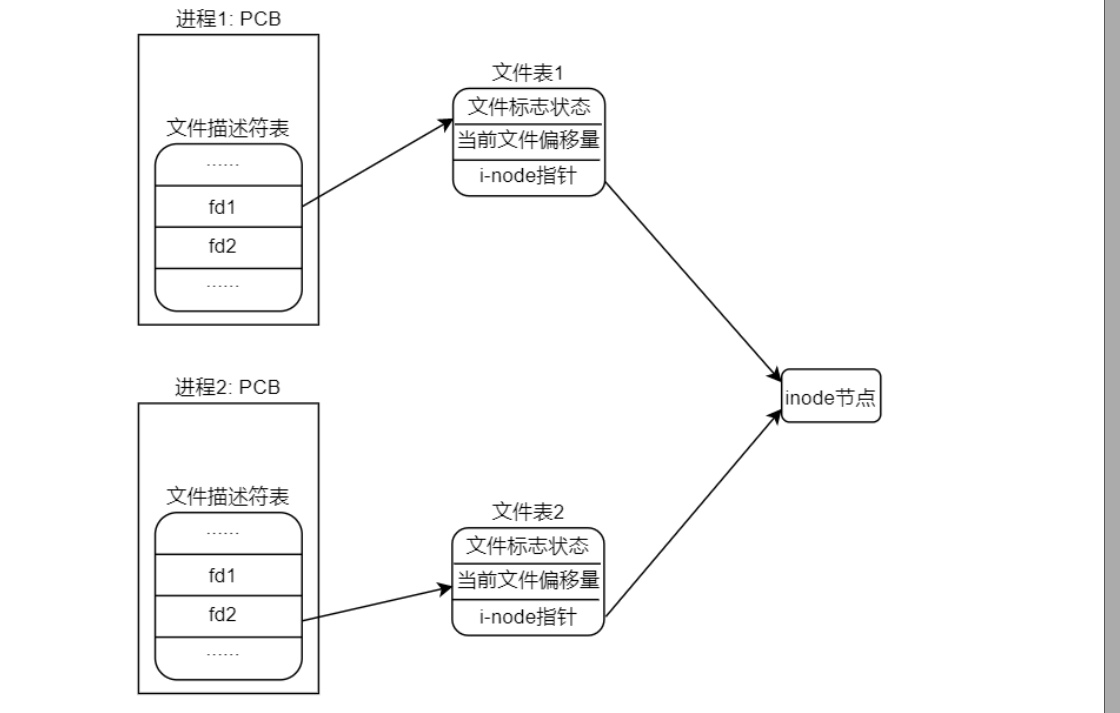 进程1: PCB
文件描述符表
......
fd1
fd2
......
文件表1
文件标志状态
当前文件偏移量
i-node指针
inode节点
进程2: PCB
文件描述符表
......
fd1
fd2
......
文件表2
文件标志状态
当前文件偏移量
i-node指针